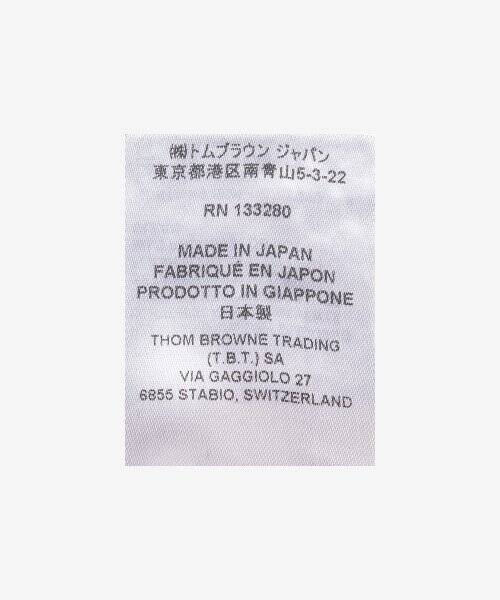 ㈱トムブラウン ジャパン
東京都港区南青山5-3-22
RN 133280
MADE IN JAPAN
FABRIQUÉ EN JAPON
PRODOTTO IN GIAPPONE
日本製
THOM BROWNE TRADING
(T.B.T.) SA
VIA GAGGIOLO 27
6855 STABIO, SWITZERLAND